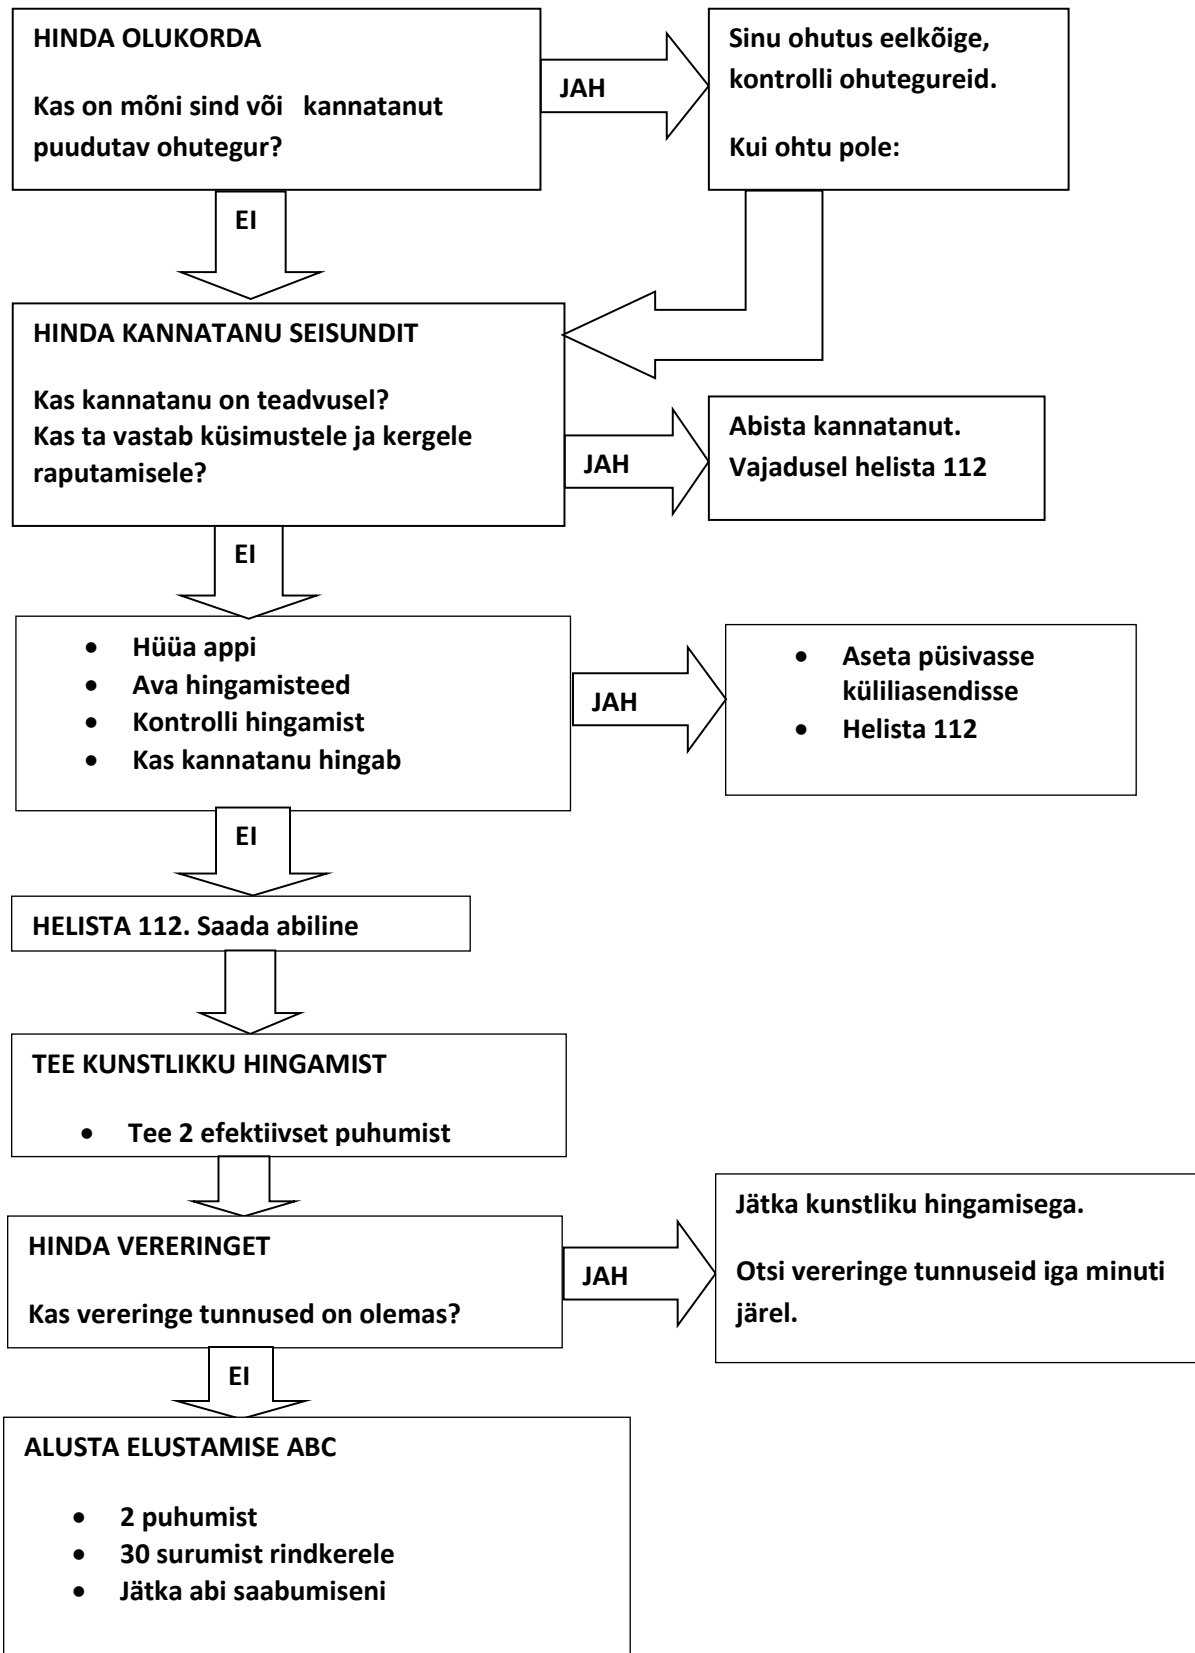 HINDA OLUKORDA
Kas on mõni sind või kannatanut
puudutav ohutegur?
JAH
Sinu ohutus eelkõige,
kontrolli ohutegureid.
Kui ohtu pole:
EI
HINDA KANNATANU SEISUNDIT
Kas kannatanu on teadvusel?
Kas ta vastab küsimustele ja kergele
raputamisele?
JAH
Abista kannatanut.
Vajadusel helista 112
EI
• Hüüa appi
• Ava hingamisteed
• Kontrolli hingamist
• Kas kannatanu hingab
JAH
• Aseta püsivasse
küliliasendisse
• Helista 112
EI
HELISTA 112. Saada abiline
TEE KUNSTLIKKU HINGAMIST
• Tee 2 efektiivset puhumist
HINDA VERERINGET
Kas vereringe tunnused on olemas?
JAH
Jätka kunstliku hingamisega.
Otsi vereringe tunnuseid iga minuti
järel.
EI
ALUSTA ELUSTAMISE ABC
• 2 puhumist
• 30 surumist rindkerele
• Jätka abi saabumiseni